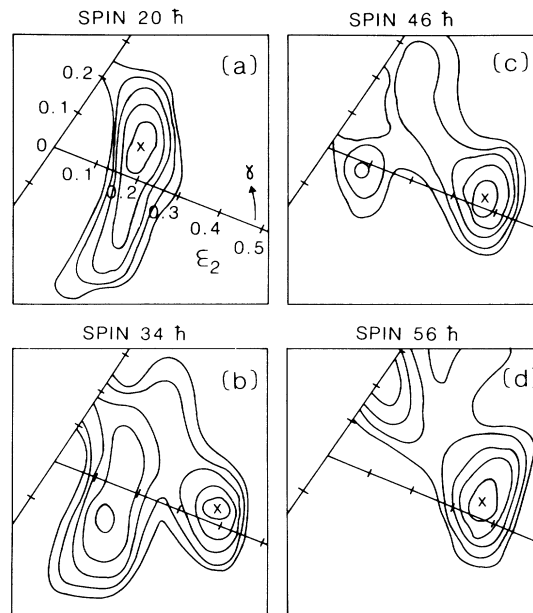 SPIN 20 ħ
(a)
0.2
0.1
0
0.1
0.2
0.3
0.4
0.5
γ
ε₂
x
SPIN 46 ħ
(c)
x
SPIN 34 ħ
(b)
x
SPIN 56 ħ
(d)
x